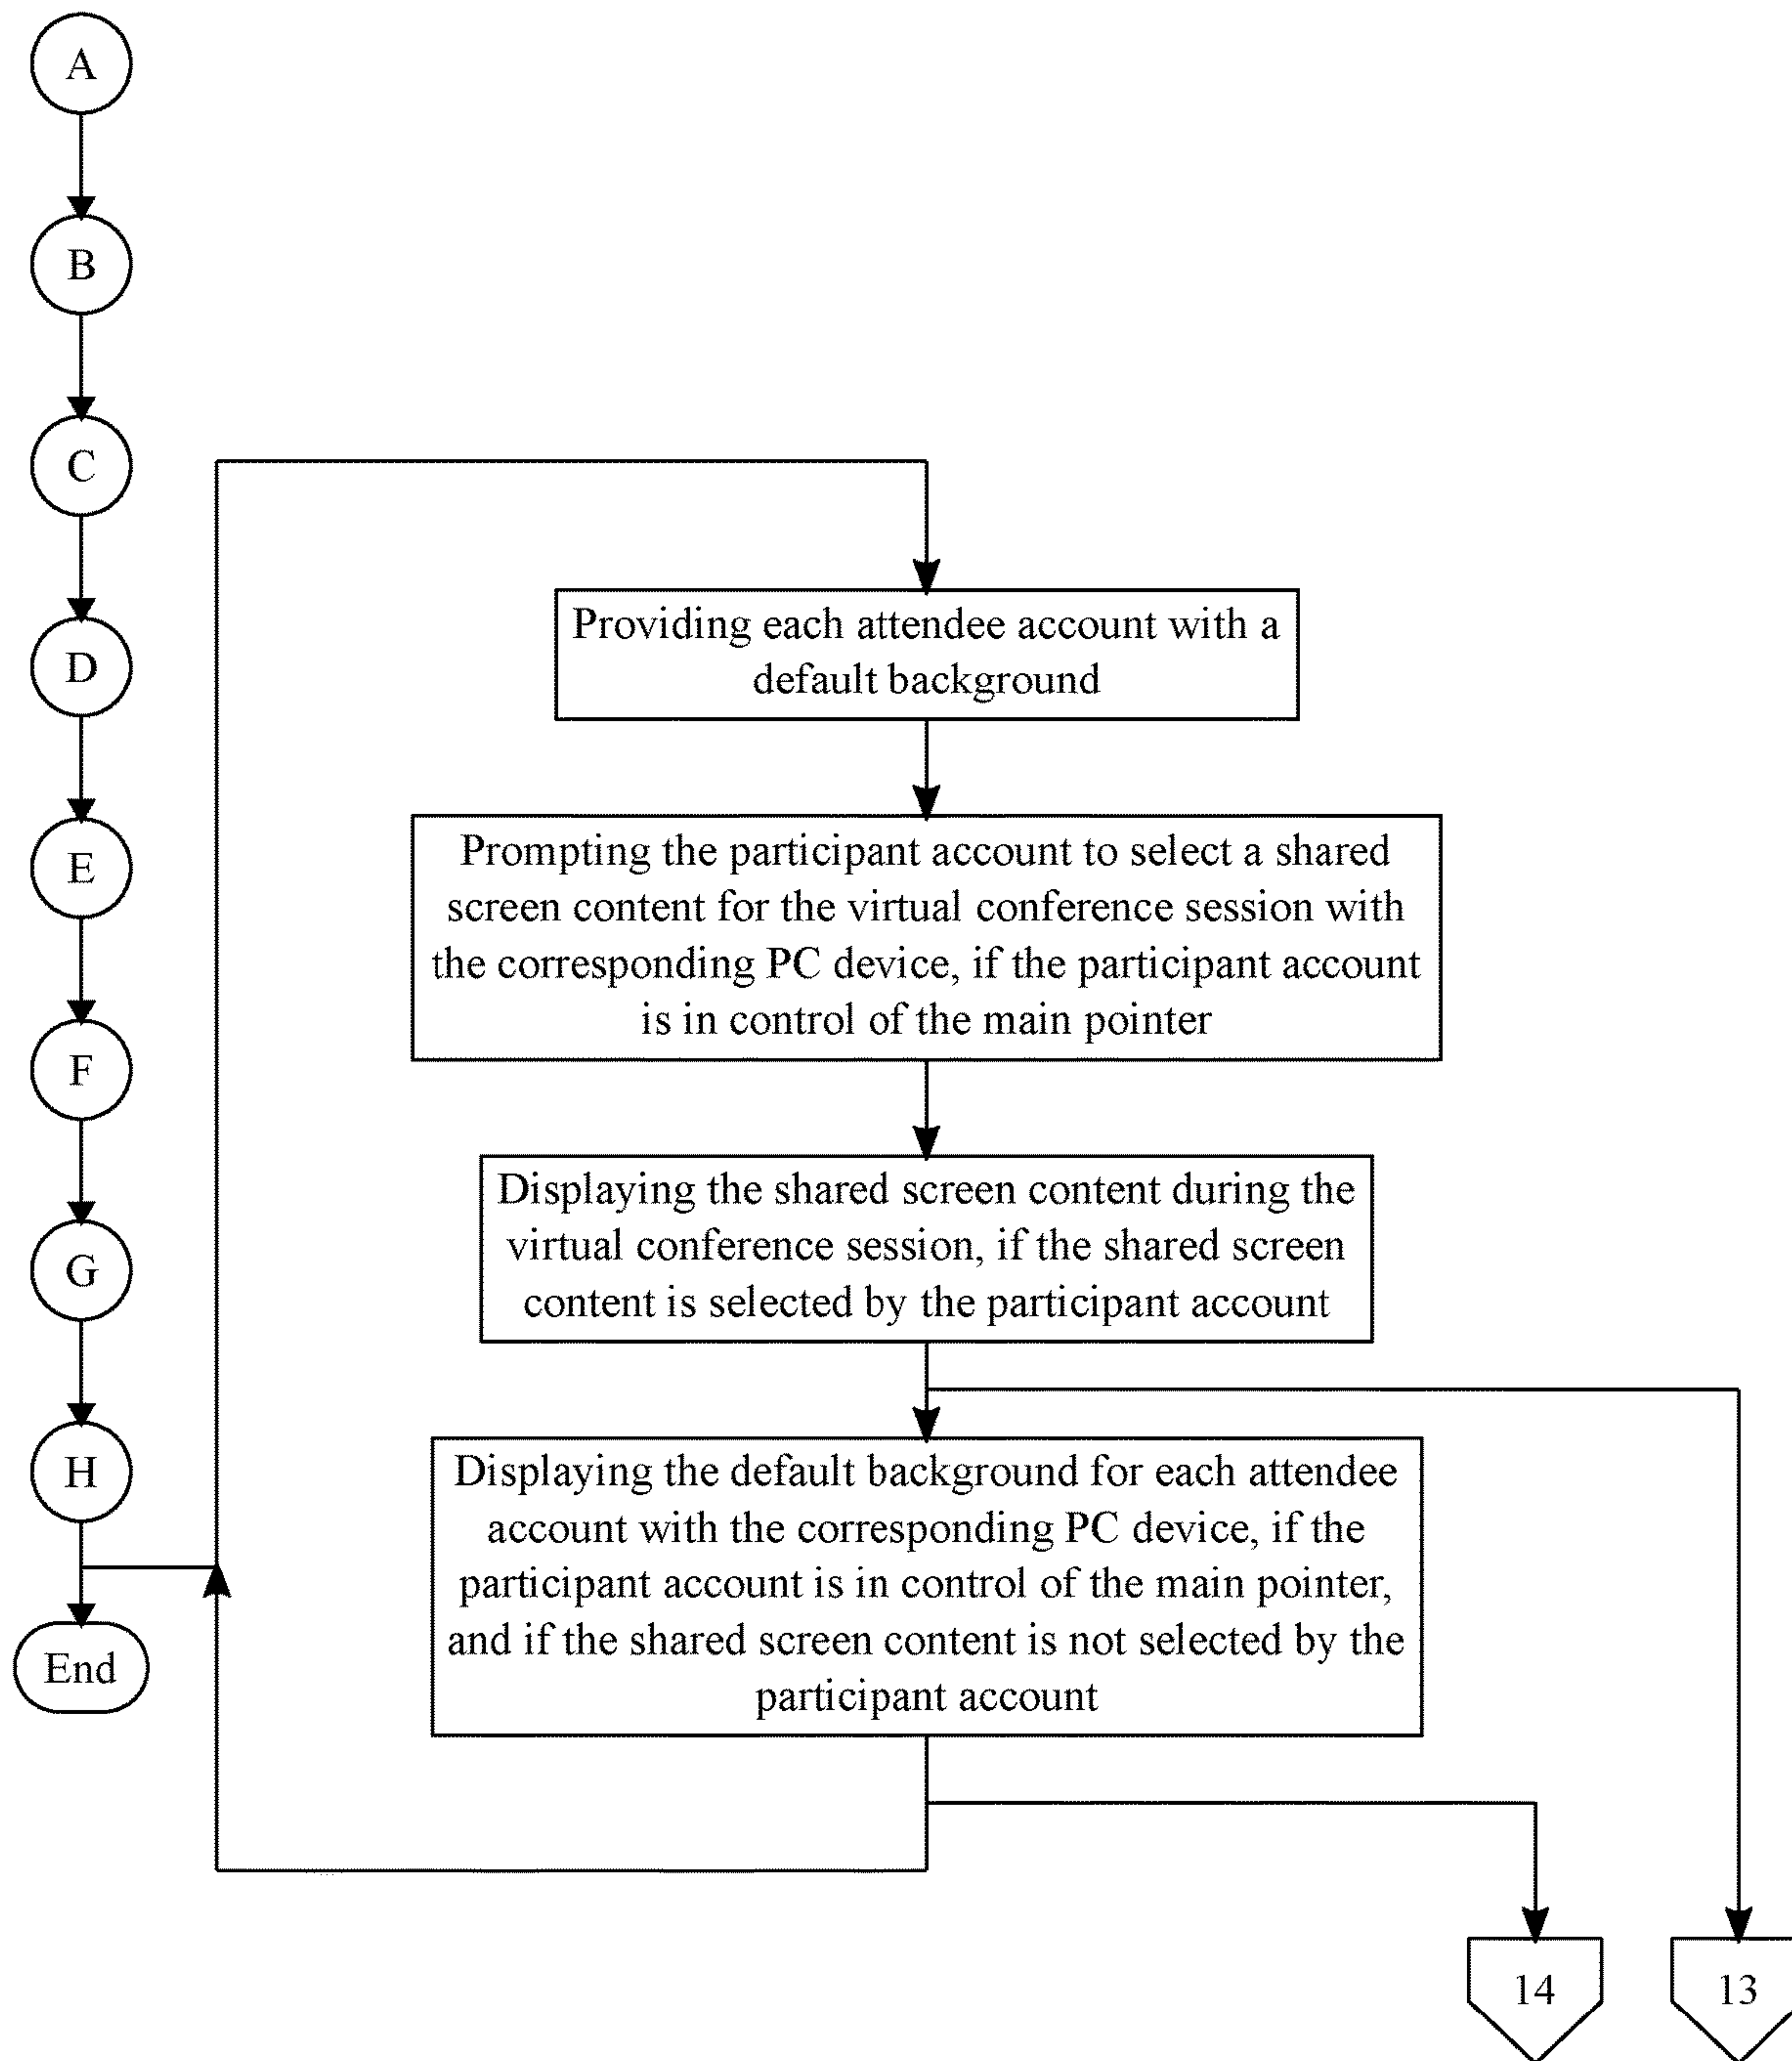 A
B
C
D
E
F
G
H
End
Providing each attendee account with a
default background
Prompting the participant account to select a shared
screen content for the virtual conference session with
the corresponding PC device, if the participant account
is in control of the main pointer
Displaying the shared screen content during the
virtual conference session, if the shared screen
content is selected by the participant account
Displaying the default background for each attendee
account with the corresponding PC device, if the
participant account is in control of the main pointer,
and if the shared screen content is not selected by the
participant account
14
13